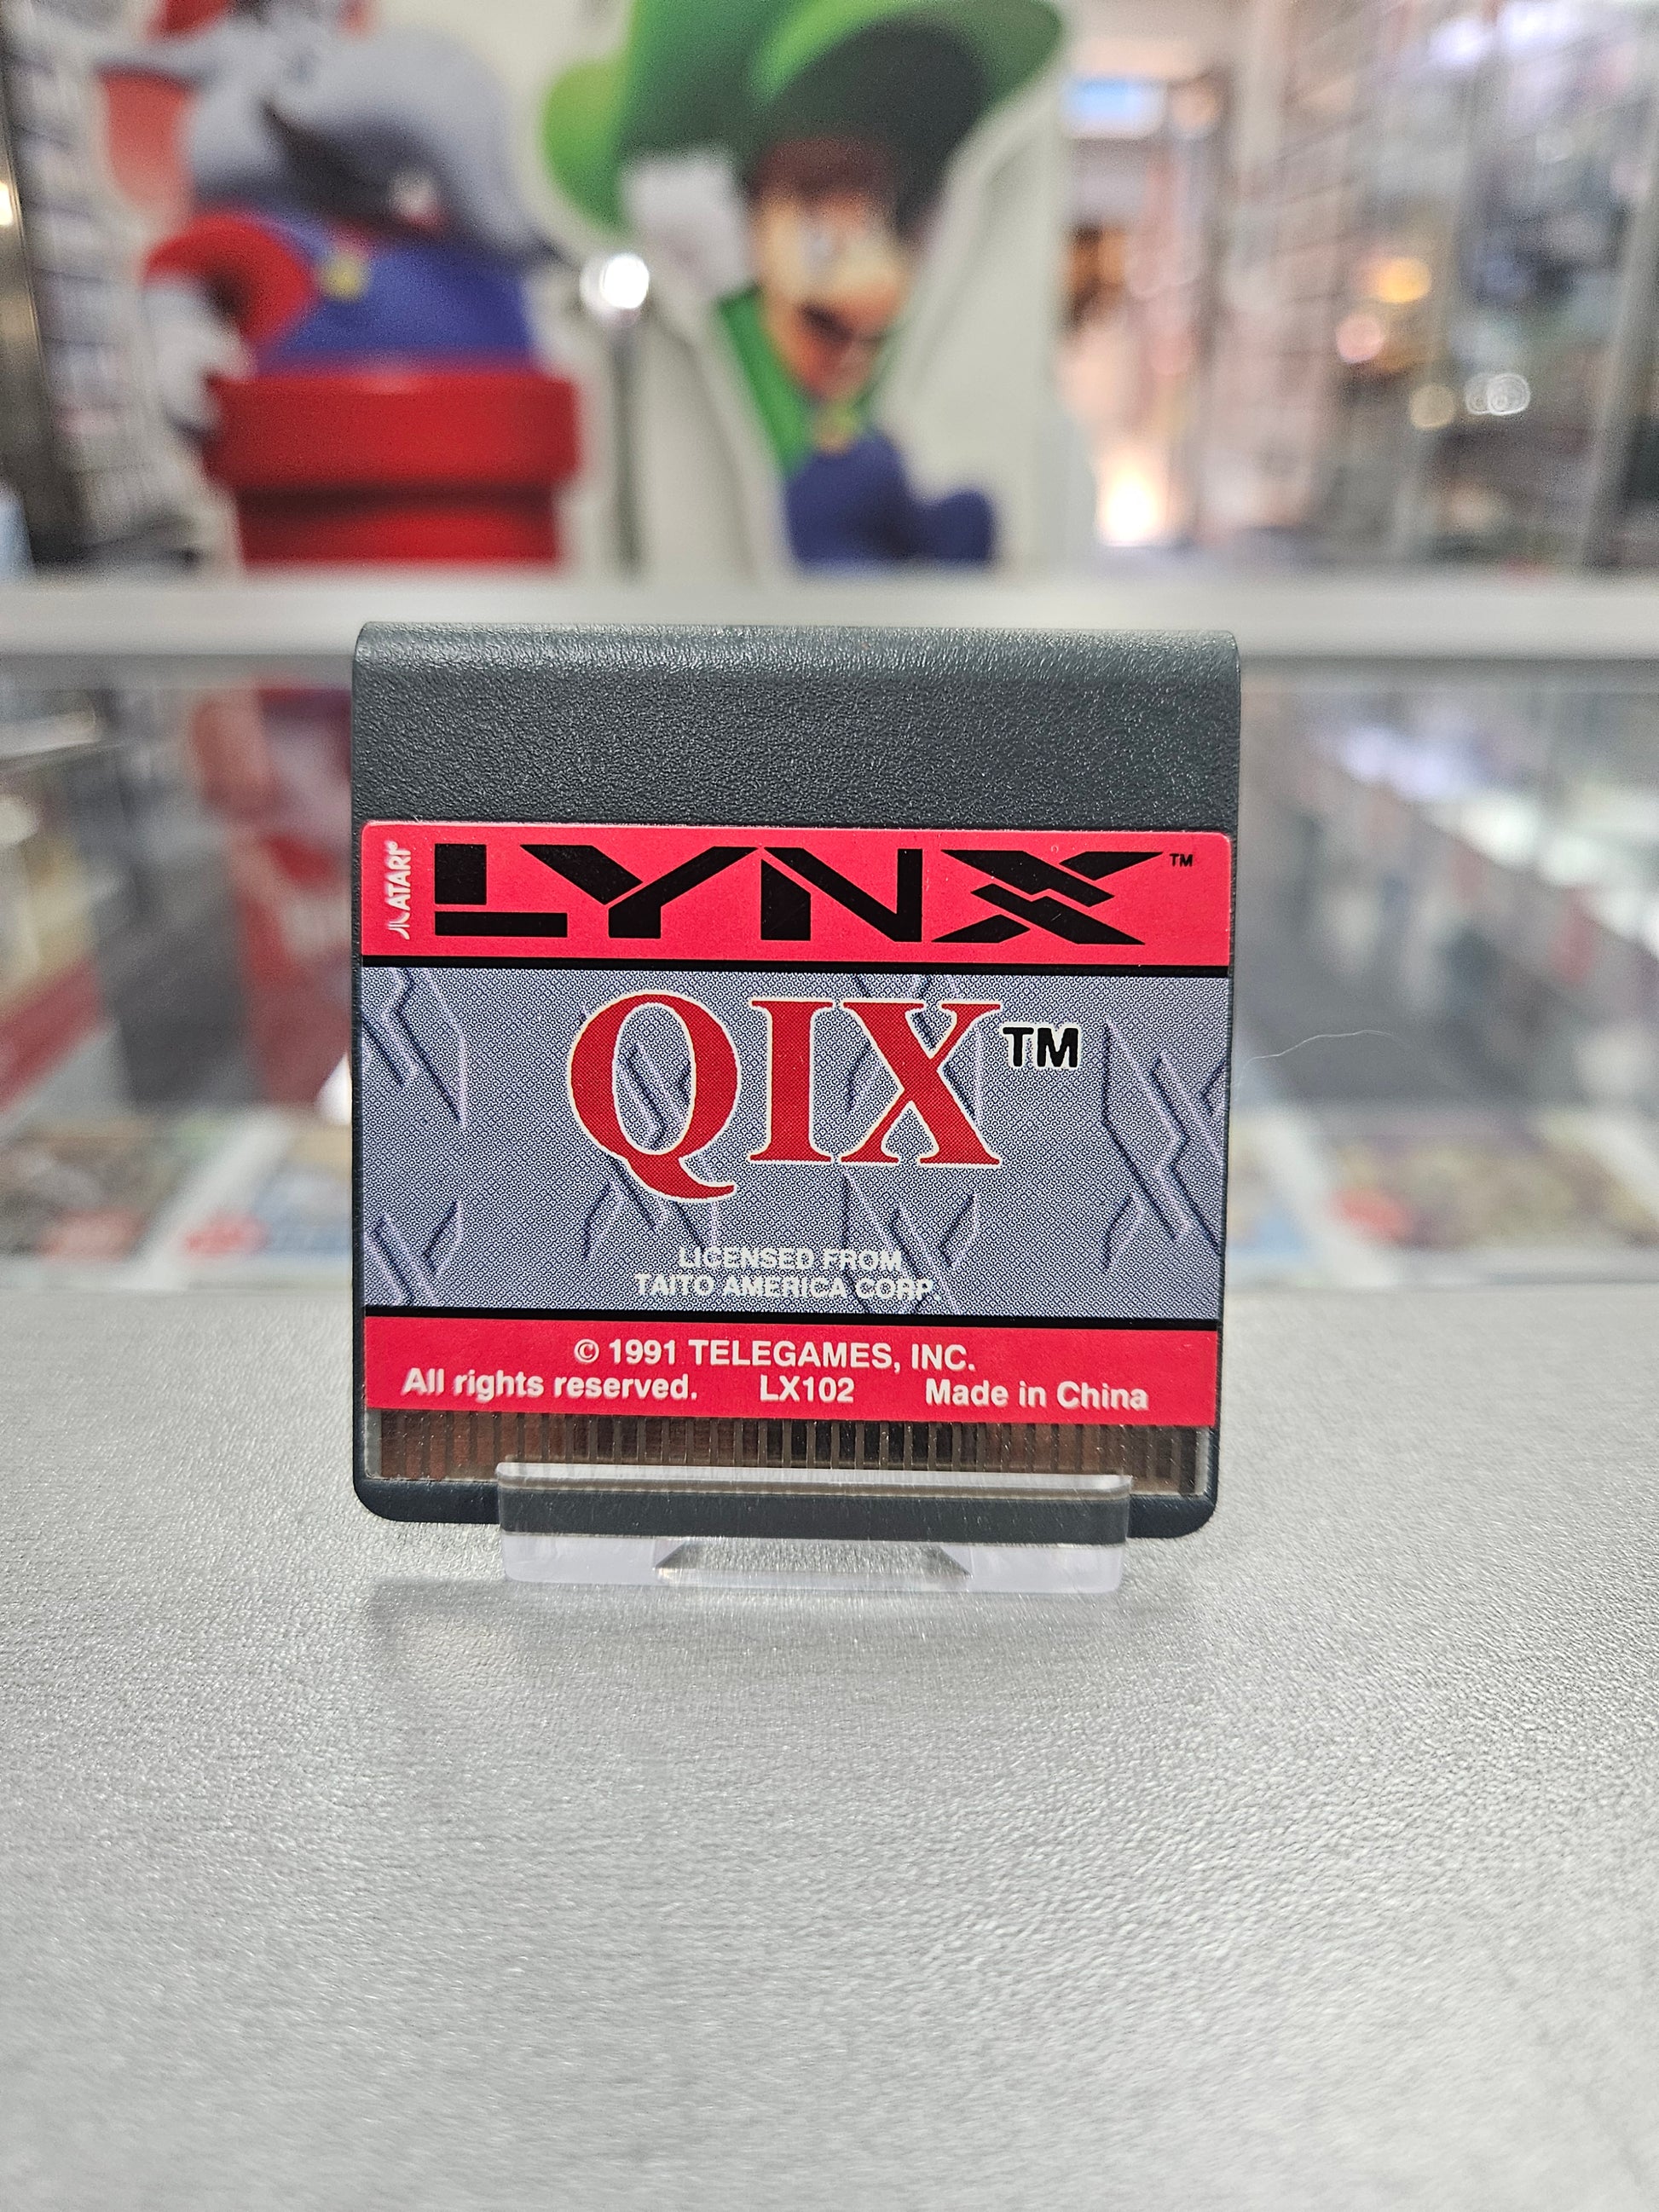 ATARI
LYNX™
QIX™
LICENSED FROM
TAITO AMERICA CORP.
© 1991 TELEGAMES, INC.
All rights reserved. LX102 Made in China